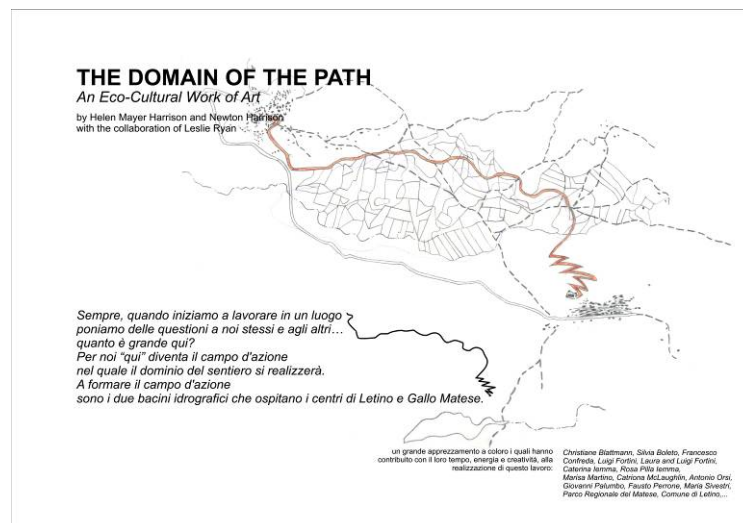 THE DOMAIN OF THE PATH
An Eco-Cultural Work of Art
by Helen Mayer Harrison and Newton Harrison
with the collaboration of Leslie Ryan
Sempre, quando iniziamo a lavorare in un luogo
poniamo delle questioni a noi stessi e agli altri…
quanto è grande qui?
Per noi “qui” diventa il campo d'azione
nel quale il dominio del sentiero si realizzerà.
A formare il campo d'azione
sono i due bacini idrografici che ospitano i centri di Letino e Gallo Matese.
un grande apprezzamento a coloro i quali hanno
contribuito con il loro tempo, energia e creatività, alla
realizzazione di questo lavoro:
Christiane Blattmann, Silvia Boleto, Francesco
Confreda, Luigi Fortini, Laura and Luigi Fortini,
Caterina Iemma, Rosa Pilla Iemma,
Marisa Martino, Catriona McLaughlin, Antonio Orsi,
Giovanni Palumbo, Fausto Perrone, Maria Sivestri,
Parco Regionale del Matese, Comune di Letino,...